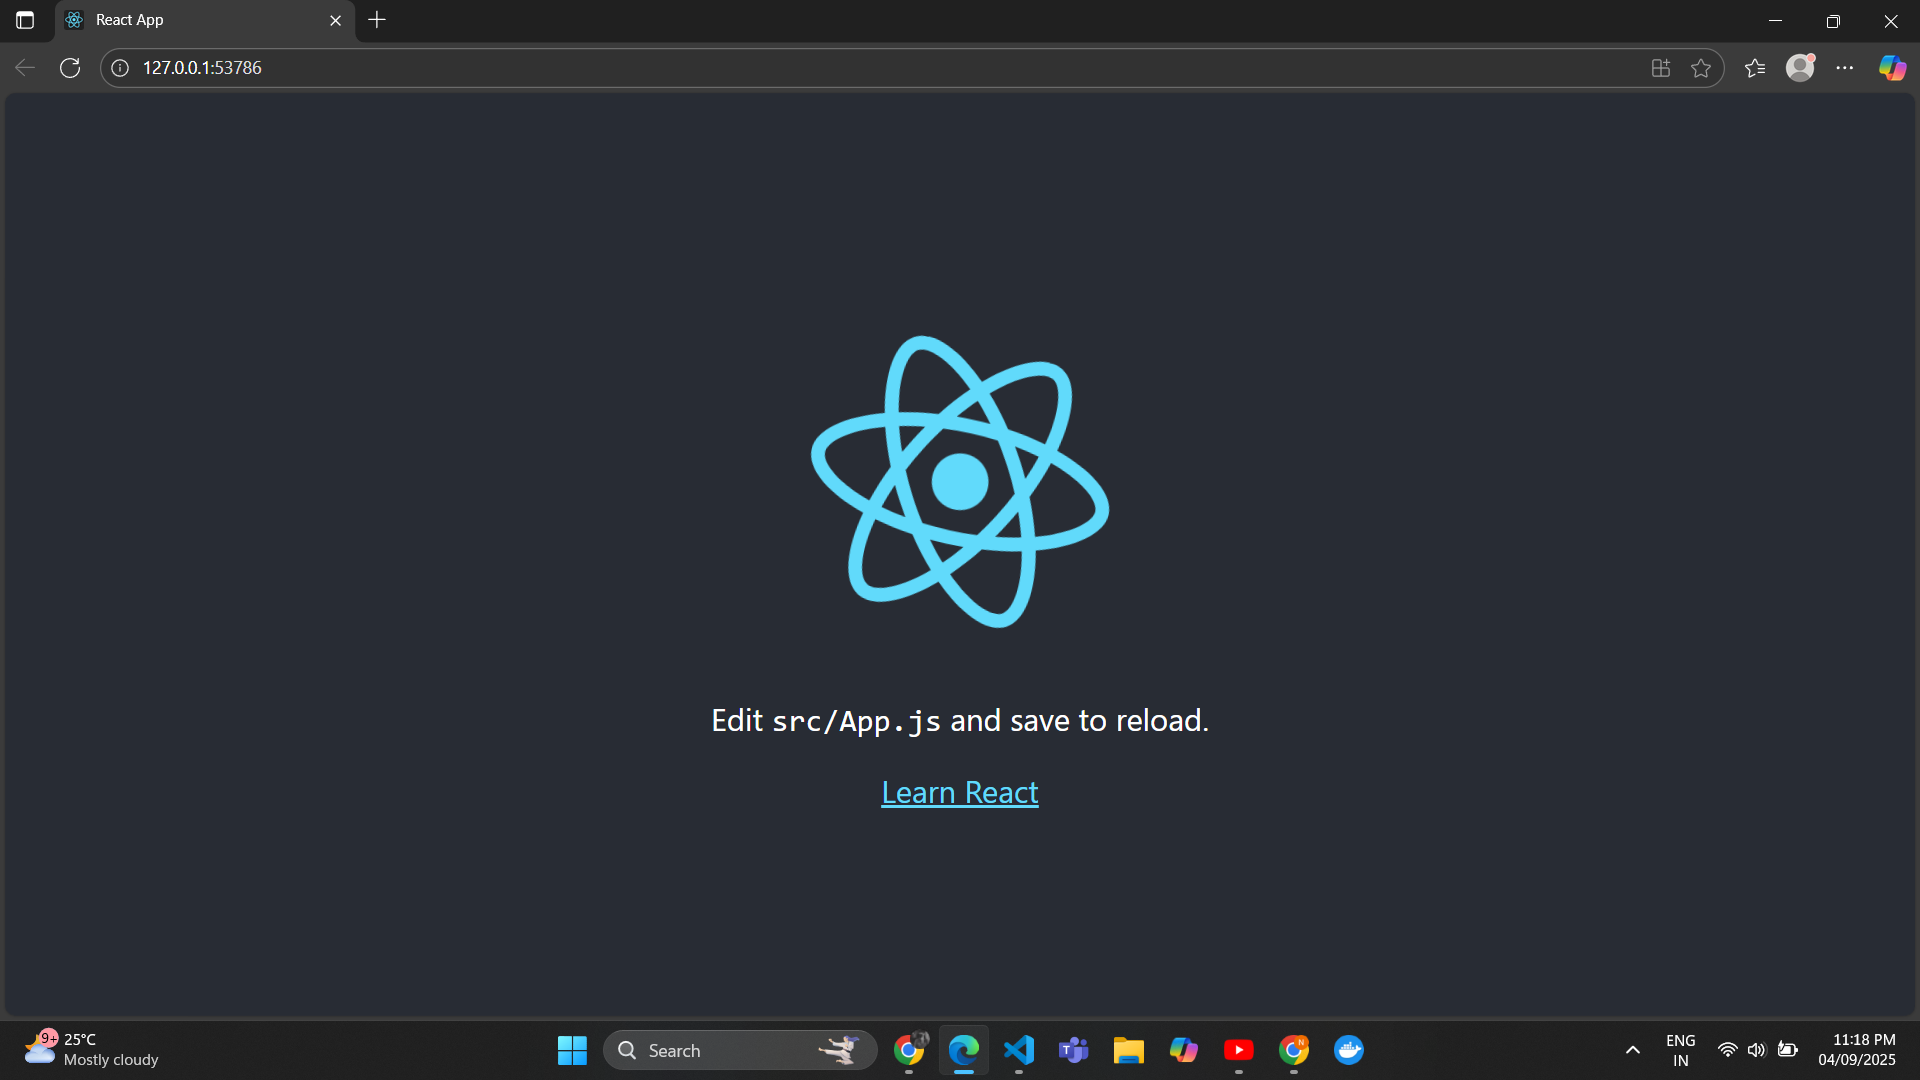 React App
127.0.0.1:53786
Edit src/App.js and save to reload.
Learn React
9+
25°C
Mostly cloudy
Search
N
T
ENG
IN
11:18 PM
04/09/2025